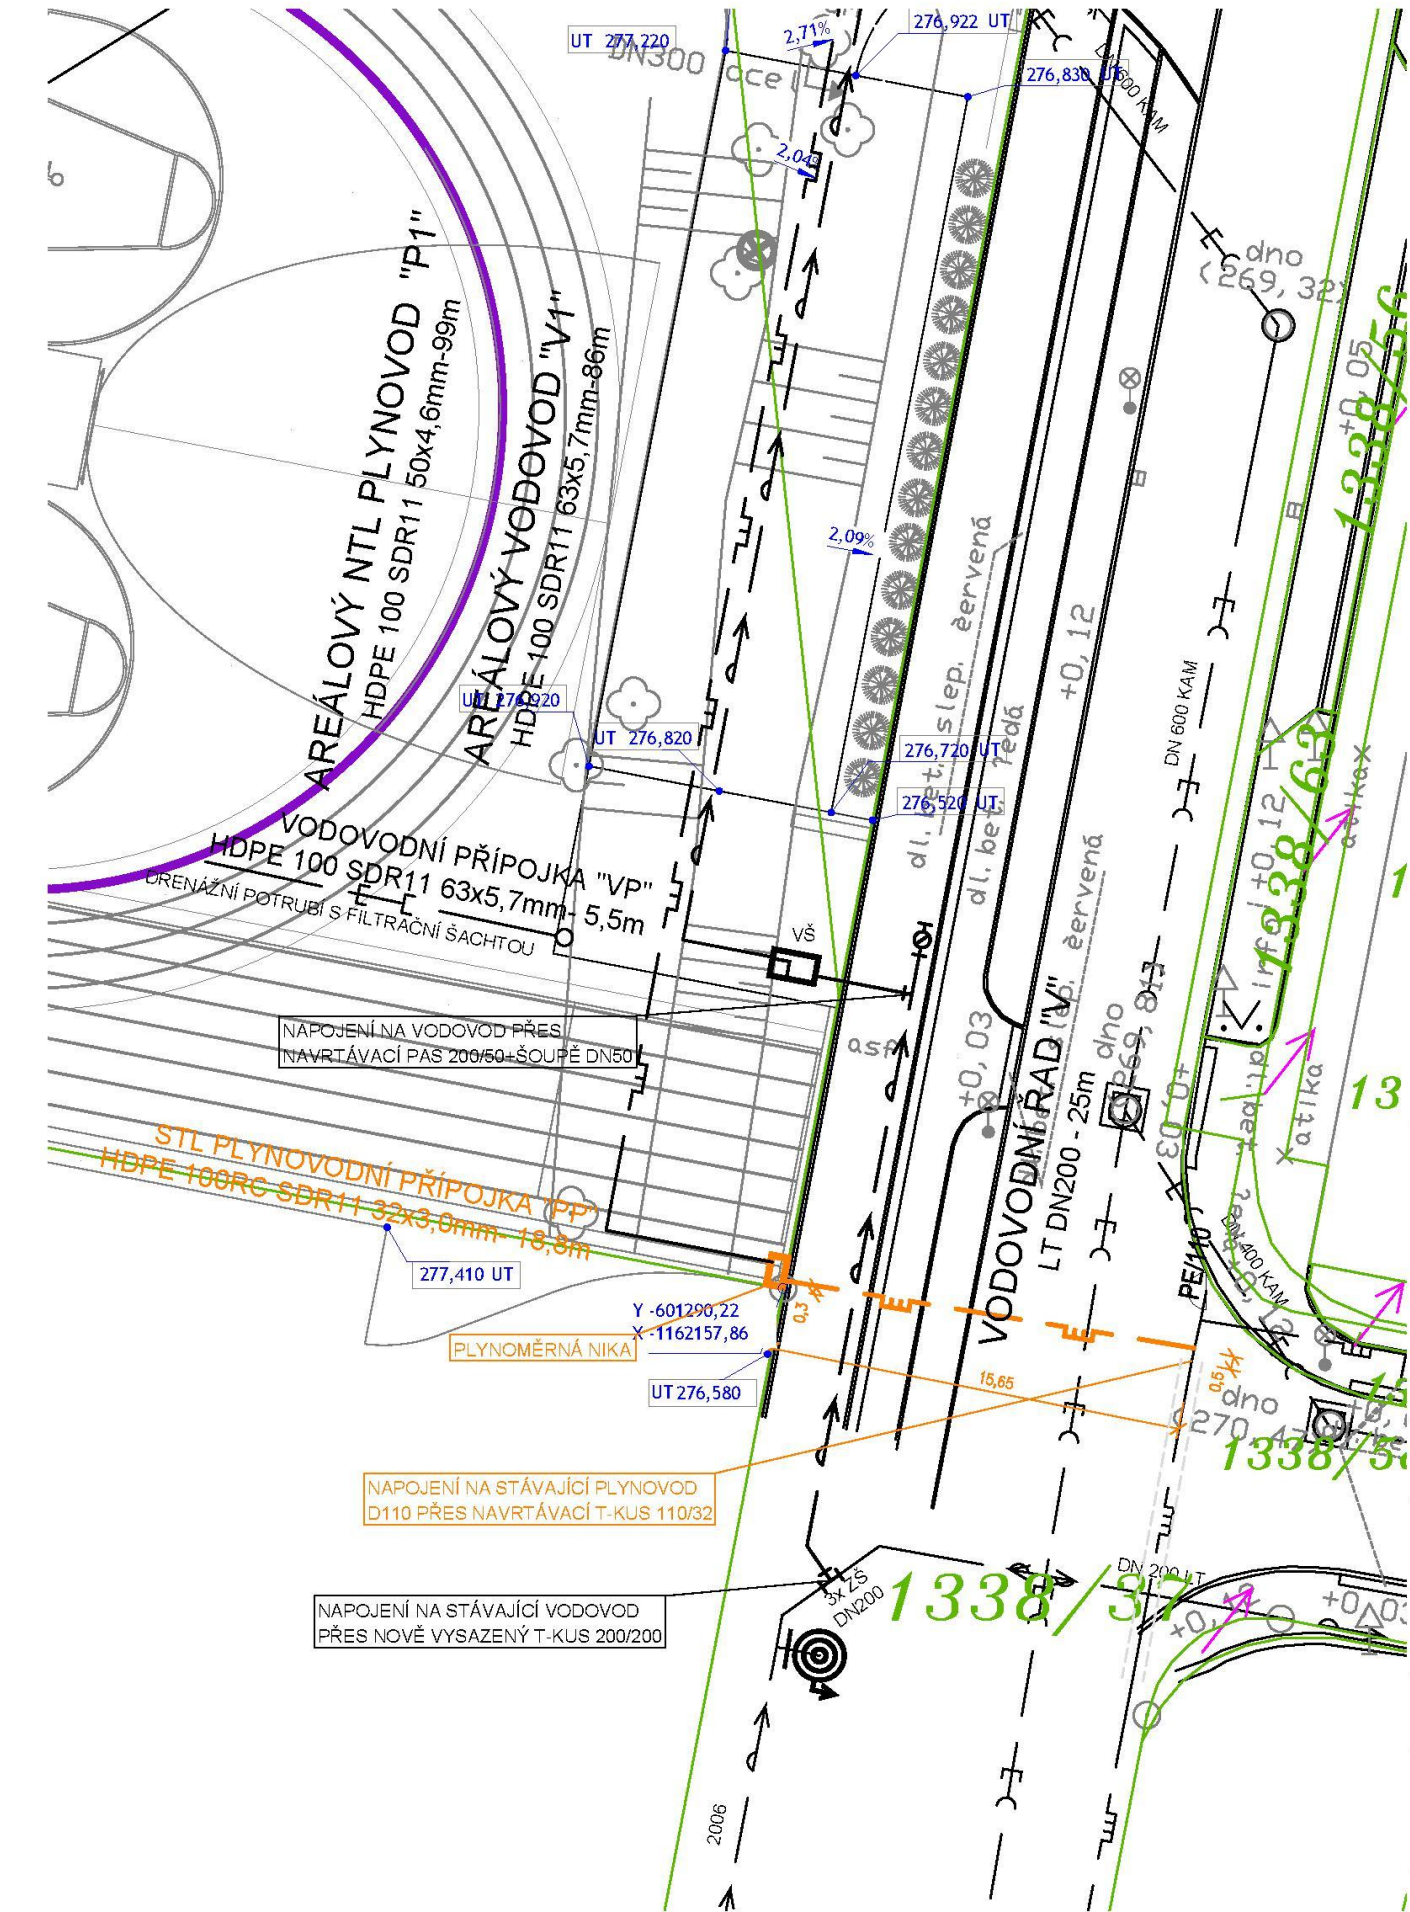 UT 277,220
2,71%
276,922 UT
DN300 ocel
276,830 UT
DN 600 KAM
2,04%
dno
(269,32)
AREÁLOVÝ NTL PLYNOVOD "P1"
HDPE 100 SDR11 50x4,6mm-99m
AREÁLOVÝ VODOVOD "V1"
HDPE 100 SDR11 63x5,7mm-86m
+0,05
1338/56
2,09%
dl. bet. slep. èervená
dl. bet. šedá
+0,12
DN 600 KAM
UT 276,920
UT 276,820
276,720 UT
276,520 UT
1338/63
atika
+0,12
VODOVODNÍ PŘÍPOJKA "VP"
HDPE 100 SDR11 63x5,7mm- 5,5m
DRENÁŽNÍ POTRUBÍ S FILTRAČNÍ ŠACHTOU
VŠ
èervená
1
NAPOJENÍ NA VODOVOD PŘES
NAVRTÁVACÍ PAS 200/50+ŠOUPĚ DN50
asf
+0,03
dno
(269,81)
VODOVODNÍ ŘAD "V"
LT DN200 - 25m
+0,03
atika
13
STL PLYNOVODNÍ PŘÍPOJKA "PP"
HDPE 100RC SDR11 32x3,0mm- 18,8m
277,410 UT
Y -601290,22
X -1162157,86
PLYNOMĚRNÁ NIKA
0,3
PE/110
DN 400 KAM
UT 276,580
15,65
0,5
dno
1338/37
NAPOJENÍ NA STÁVAJÍCÍ PLYNOVOD
D110 PŘES NAVRTÁVACÍ T-KUS 110/32
DN 200 LT
3x ZŠ
DN200
NAPOJENÍ NA STÁVAJÍCÍ VODOVOD
PŘES NOVĚ VYSAZENÝ T-KUS 200/200
2006